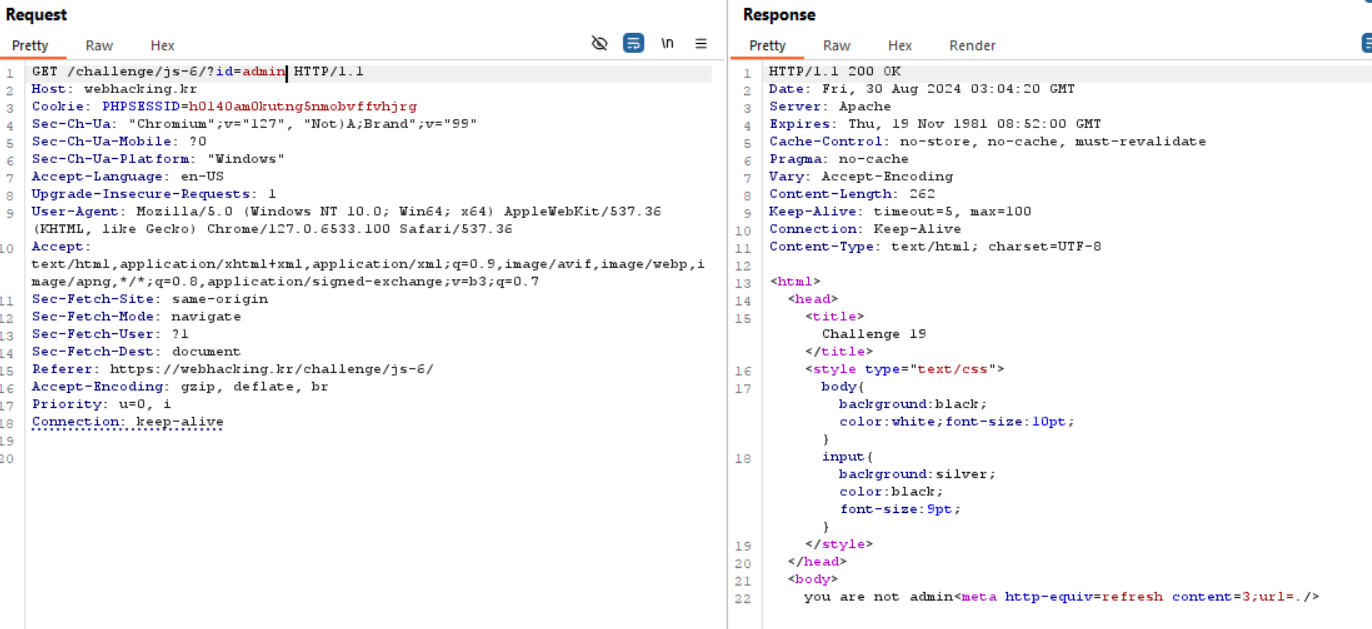 Request
Pretty Raw Hex
\n
1 GET /challenge/js-6/?id=admin HTTP/1.1
2 Host: webhacking.kr
3 Cookie: PHPSESSID=h0140am0kutng5nmobvffvhjrg
4 Sec-Ch-Ua: "Chromium";v="127", "Not)A;Brand";v="99"
5 Sec-Ch-Ua-Mobile: ?0
6 Sec-Ch-Ua-Platform: "Windows"
7 Accept-Language: en-US
8 Upgrade-Insecure-Requests: 1
9 User-Agent: Mozilla/5.0 (Windows NT 10.0; Win64; x64) AppleWebKit/537.36
(KHTML, like Gecko) Chrome/127.0.6533.100 Safari/537.36
10 Accept:
text/html,application/xhtml+xml,application/xml;q=0.9,image/avif,image/webp,i
mage/apng,*/*;q=0.8,application/signed-exchange;v=b3;q=0.7
11 Sec-Fetch-Site: same-origin
12 Sec-Fetch-Mode: navigate
13 Sec-Fetch-User: ?1
14 Sec-Fetch-Dest: document
15 Referer: https://webhacking.kr/challenge/js-6/
16 Accept-Encoding: gzip, deflate, br
17 Priority: u=0, i
18 Connection: keep-alive
19
20
Response
Pretty Raw Hex Render
1 HTTP/1.1 200 OK
2 Date: Fri, 30 Aug 2024 03:04:20 GMT
3 Server: Apache
4 Expires: Thu, 19 Nov 1981 08:52:00 GMT
5 Cache-Control: no-store, no-cache, must-revalidate
6 Pragma: no-cache
7 Vary: Accept-Encoding
8 Content-Length: 262
9 Keep-Alive: timeout=5, max=100
10 Connection: Keep-Alive
11 Content-Type: text/html; charset=UTF-8
12
13 <html>
14 <head>
15 <title>
Challenge 19
</title>
16 <style type="text/css">
17 body{
background:black;
color:white;font-size:10pt;
}
18 input{
background:silver;
color:black;
font-size:9pt;
}
19 </style>
20 </head>
21 <body>
22 you are not admin<meta http-equiv=refresh content=3;url=./>